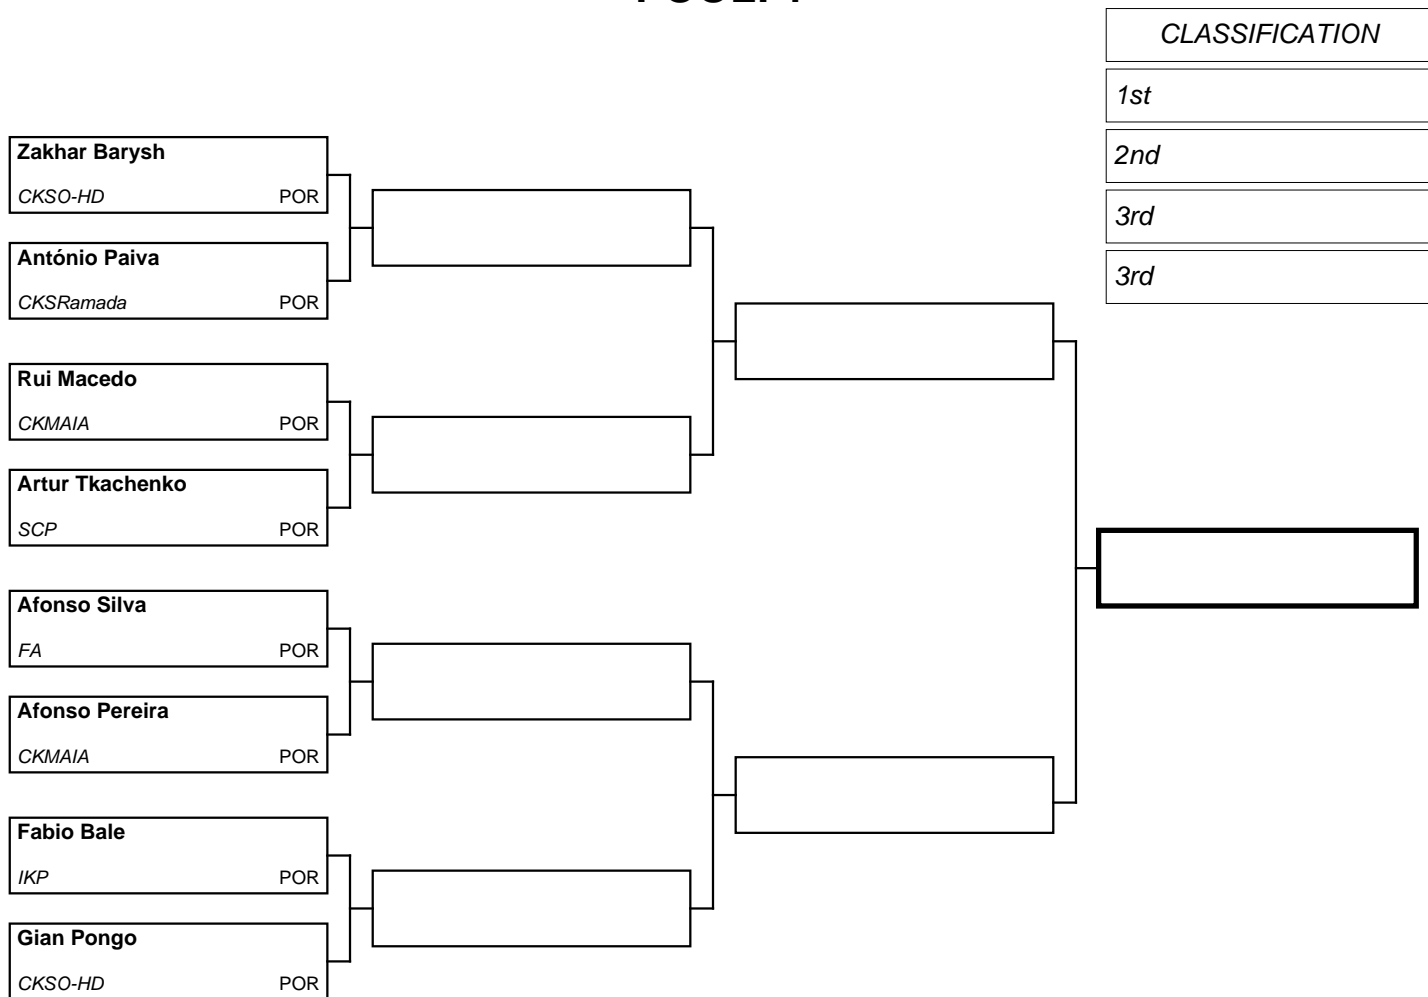 CLASSIFICATION
1st
2nd
3rd
3rd
Zakhar Barysh
CKSO-HD POR
António Paiva
CKSRamada POR
Rui Macedo
CKMAIA POR
Artur Tkachenko
SCP POR
Afonso Silva
FA POR
Afonso Pereira
CKMAIA POR
Fabio Bale
IKP POR
Gian Pongo
CKSO-HD POR